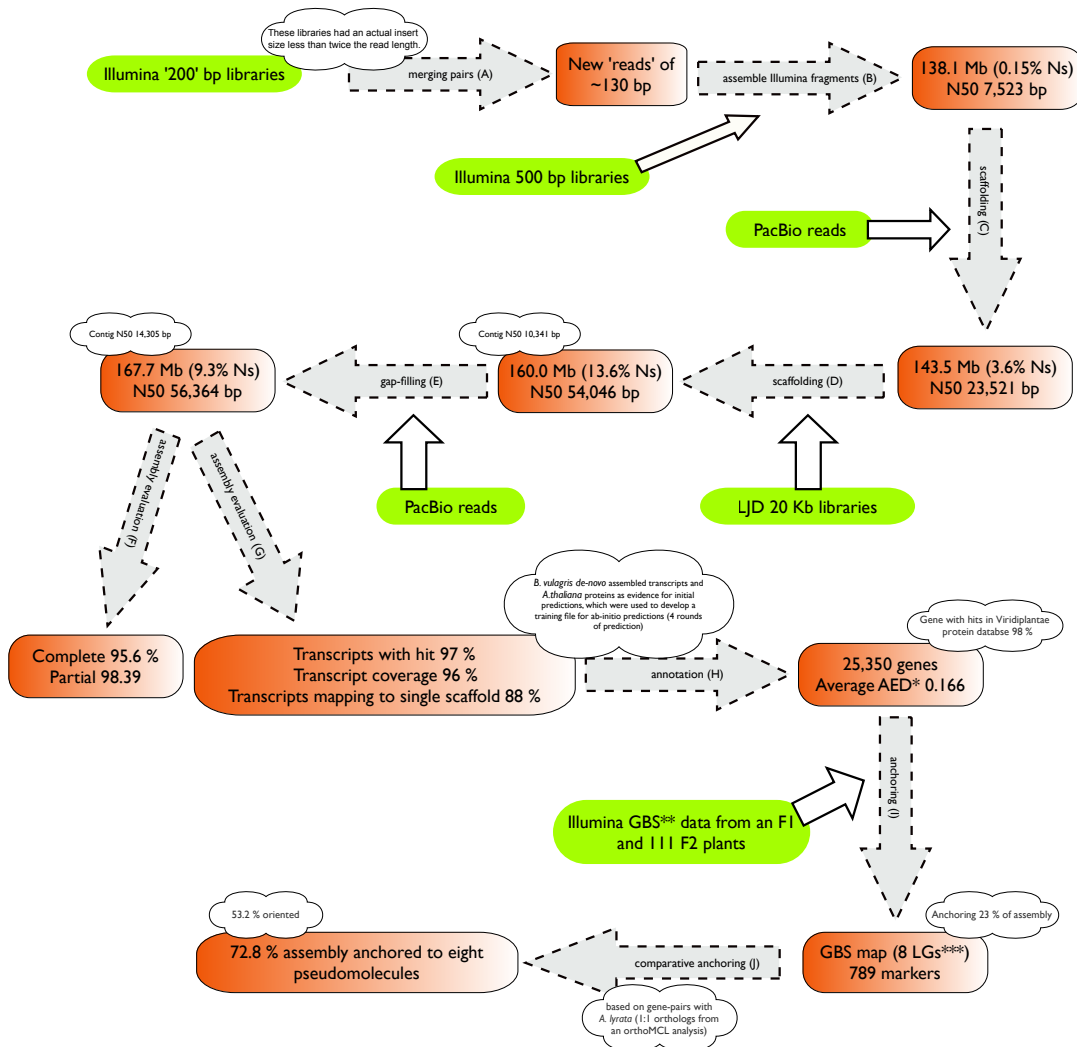 These libraries had an actual insert
size less than twice the read length.
Illumina '200' bp libraries
merging pairs (A)
New 'reads' of
~130 bp
assemble Illumina fragments (B)
138.1 Mb (0.15% Ns)
N50 7,523 bp
Illumina 500 bp libraries
scaffolding (C)
PacBio reads
Contig N50 14,305 bp
167.7 Mb (9.3% Ns)
N50 56,364 bp
gap-filling (E)
Contig N50 10,341 bp
160.0 Mb (13.6% Ns)
N50 54,046 bp
scaffolding (D)
143.5 Mb (3.6% Ns)
N50 23,521 bp
PacBio reads
LJD 20 Kb libraries
assembly evaluation (F)
assembly evaluation (G)
B. vulagris de-novo assembled transcripts and
A.thaliana proteins as evidence for initial
predictions, which were used to develop a
training file for ab-initio predictions (4 rounds
of prediction)
Gene with hits in Viridiplantae
protein databse 98 %
Complete 95.6 %
Partial 98.39
Transcripts with hit 97 %
Transcript coverage 96 %
Transcripts mapping to single scaffold 88 %
annotation (H)
25,350 genes
Average AED* 0.166
anchoring (I)
Illumina GBS** data from an F1
and 111 F2 plants
53.2 % oriented
72.8 % assembly anchored to eight
pseudomolecules
comparative anchoring (J)
based on gene-pairs with
A. lyrata (1:1 orthologs from
an orthoMCL analysis)
Anchoring 23 % of assembly
GBS map (8 LGs***)
789 markers